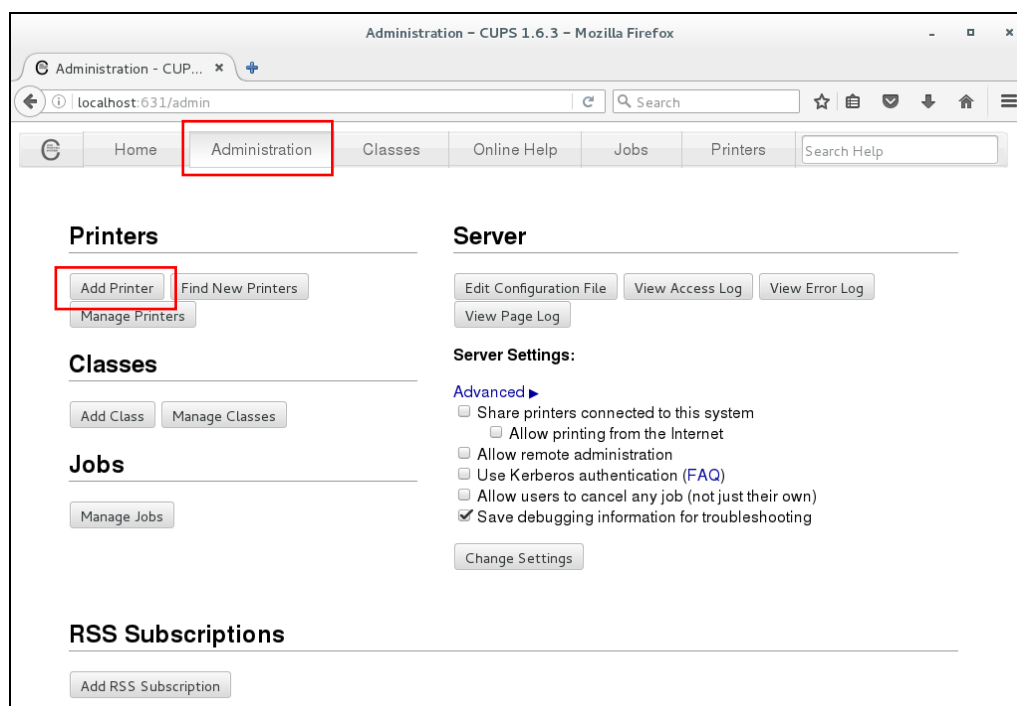 Administration – CUPS 1.6.3 – Mozilla Firefox
Administration - CUP...
localhost:631/admin
Search
Home
Administration
Classes
Online Help
Jobs
Printers
Search Help
Printers
Add Printer
Find New Printers
Manage Printers
Classes
Add Class
Manage Classes
Jobs
Manage Jobs
Server
Edit Configuration File
View Access Log
View Error Log
View Page Log
Server Settings:
Advanced ▶
Share printers connected to this system
Allow printing from the Internet
Allow remote administration
Use Kerberos authentication (FAQ)
Allow users to cancel any job (not just their own)
Save debugging information for troubleshooting
Change Settings
RSS Subscriptions
Add RSS Subscription